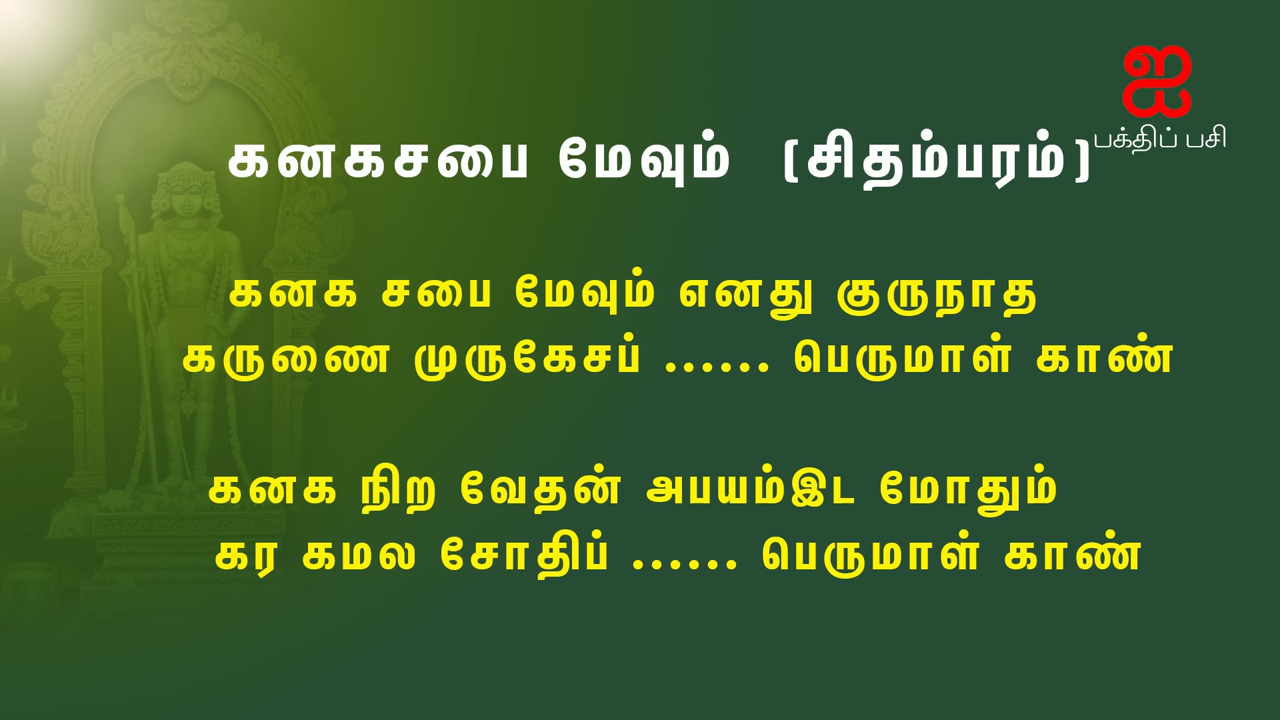 ஐ
பக்திப் பசி
கனகசபை மேவும் (சிதம்பரம்)
கனக சபை மேவும் எனது குருநாத
கருணை முருகேசப் ...... பெருமாள் காண்
கனக நிற வேதன் அபயம்இட மோதும்
கர கமல சோதிப் ...... பெருமாள் காண்